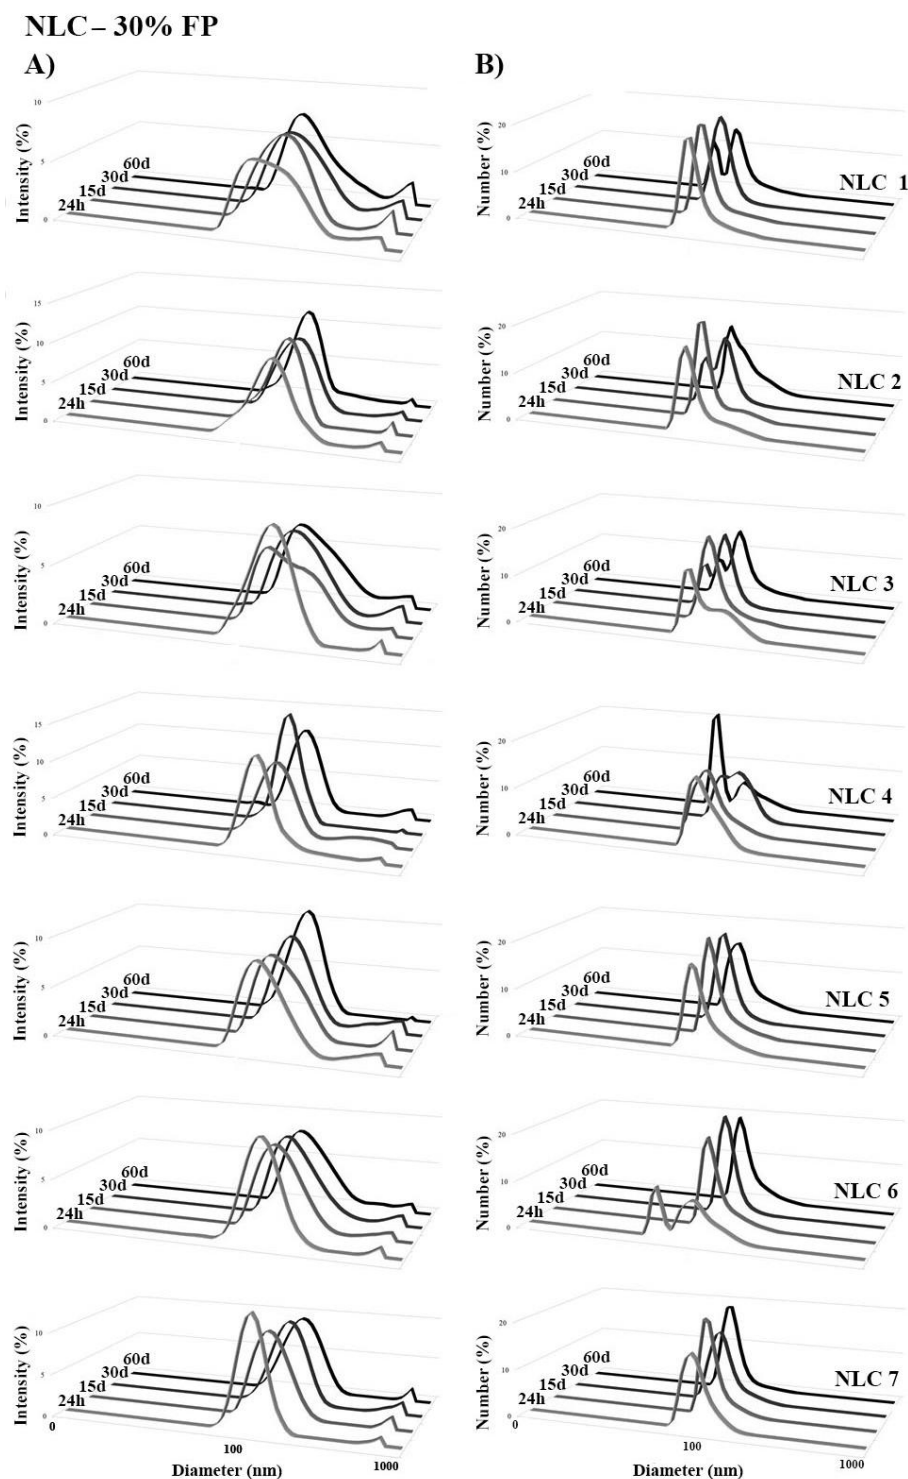 NLC – 30% FP
A)
B)
Intensity (%)
10
5
0
60d
30d
15d
24h
Number (%)
20
10
0
60d
30d
15d
24h
NLC 1
Intensity (%)
15
10
5
0
60d
30d
15d
24h
Number (%)
20
10
0
60d
30d
15d
24h
NLC 2
Intensity (%)
10
5
0
60d
30d
15d
24h
Number (%)
20
10
0
60d
30d
15d
24h
NLC 3
Intensity (%)
15
10
5
0
60d
30d
15d
24h
Number (%)
20
10
0
60d
30d
15d
24h
NLC 4
Intensity (%)
10
5
0
60d
30d
15d
24h
Number (%)
20
10
0
60d
30d
15d
24h
NLC 5
Intensity (%)
10
5
0
60d
30d
15d
24h
Number (%)
20
10
0
60d
30d
15d
24h
NLC 6
Intensity (%)
10
5
0
60d
30d
15d
24h
0
100
1000
Diameter (nm)
Number (%)
20
10
0
60d
30d
15d
24h
NLC 7
0
100
1000
Diameter (nm)